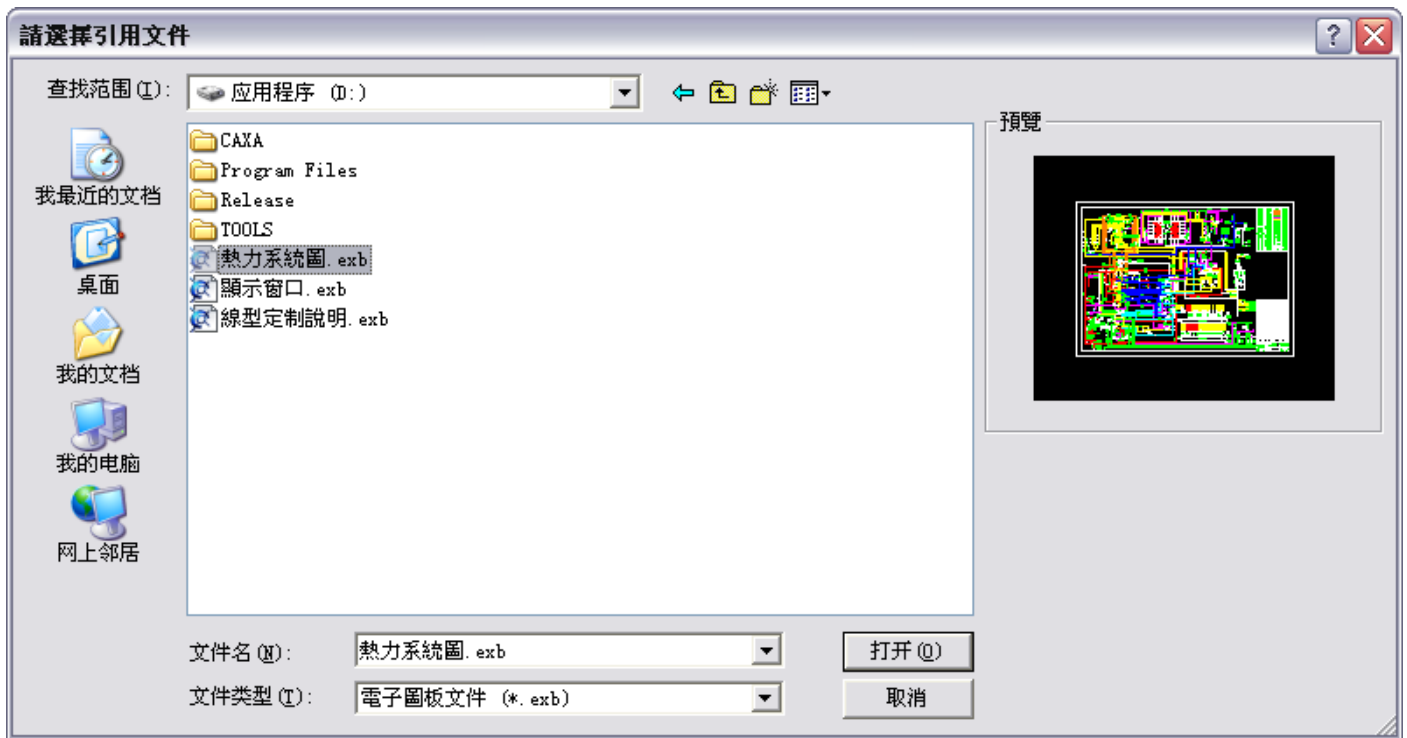 請選擇引用文件
查找范围(I):
应用程序 (D:)
預覽
CAXA
Program Files
Release
TOOLS
熱力系統圖.exb
顯示窗口.exb
線型定制說明.exb
我最近的文档
桌面
我的文档
我的电脑
网上邻居
文件名(N):
熱力系統圖.exb
打开(O)
文件类型(T):
電子圖板文件 (*.exb)
取消